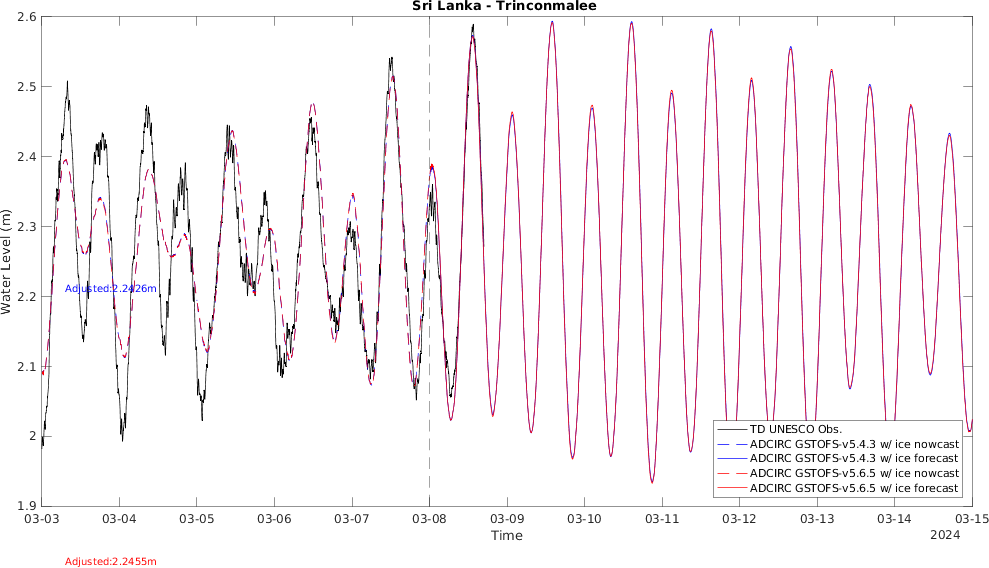 Sri Lanka - Trinconmalee
2.6
2.5
2.4
2.3
2.2
2.1
2
1.9
Water Level (m)
Adjusted:2.2426m
TD UNESCO Obs.
ADCIRC GSTOFS-v5.4.3 w/ ice nowcast
ADCIRC GSTOFS-v5.4.3 w/ ice forecast
ADCIRC GSTOFS-v5.6.5 w/ ice nowcast
ADCIRC GSTOFS-v5.6.5 w/ ice forecast
03-03 03-04 03-05 03-06 03-07 03-08 03-09 03-10 03-11 03-12 03-13 03-14 03-15
Time
2024
Adjusted:2.2455m